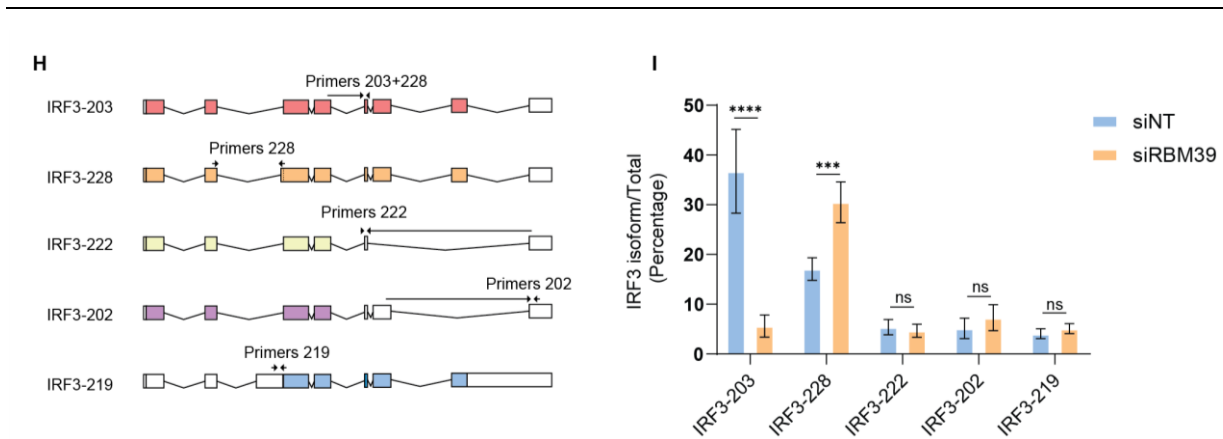 H
Primers 203+228
IRF3-203
Primers 228
IRF3-228
Primers 222
IRF3-222
Primers 202
IRF3-202
Primers 219
IRF3-219
I
siNT
siRBM39
IRF3 isoform/Total
(Percentage)
50
40
30
20
10
0
****
***
ns
ns
ns
IRF3-203
IRF3-228
IRF3-222
IRF3-202
IRF3-219